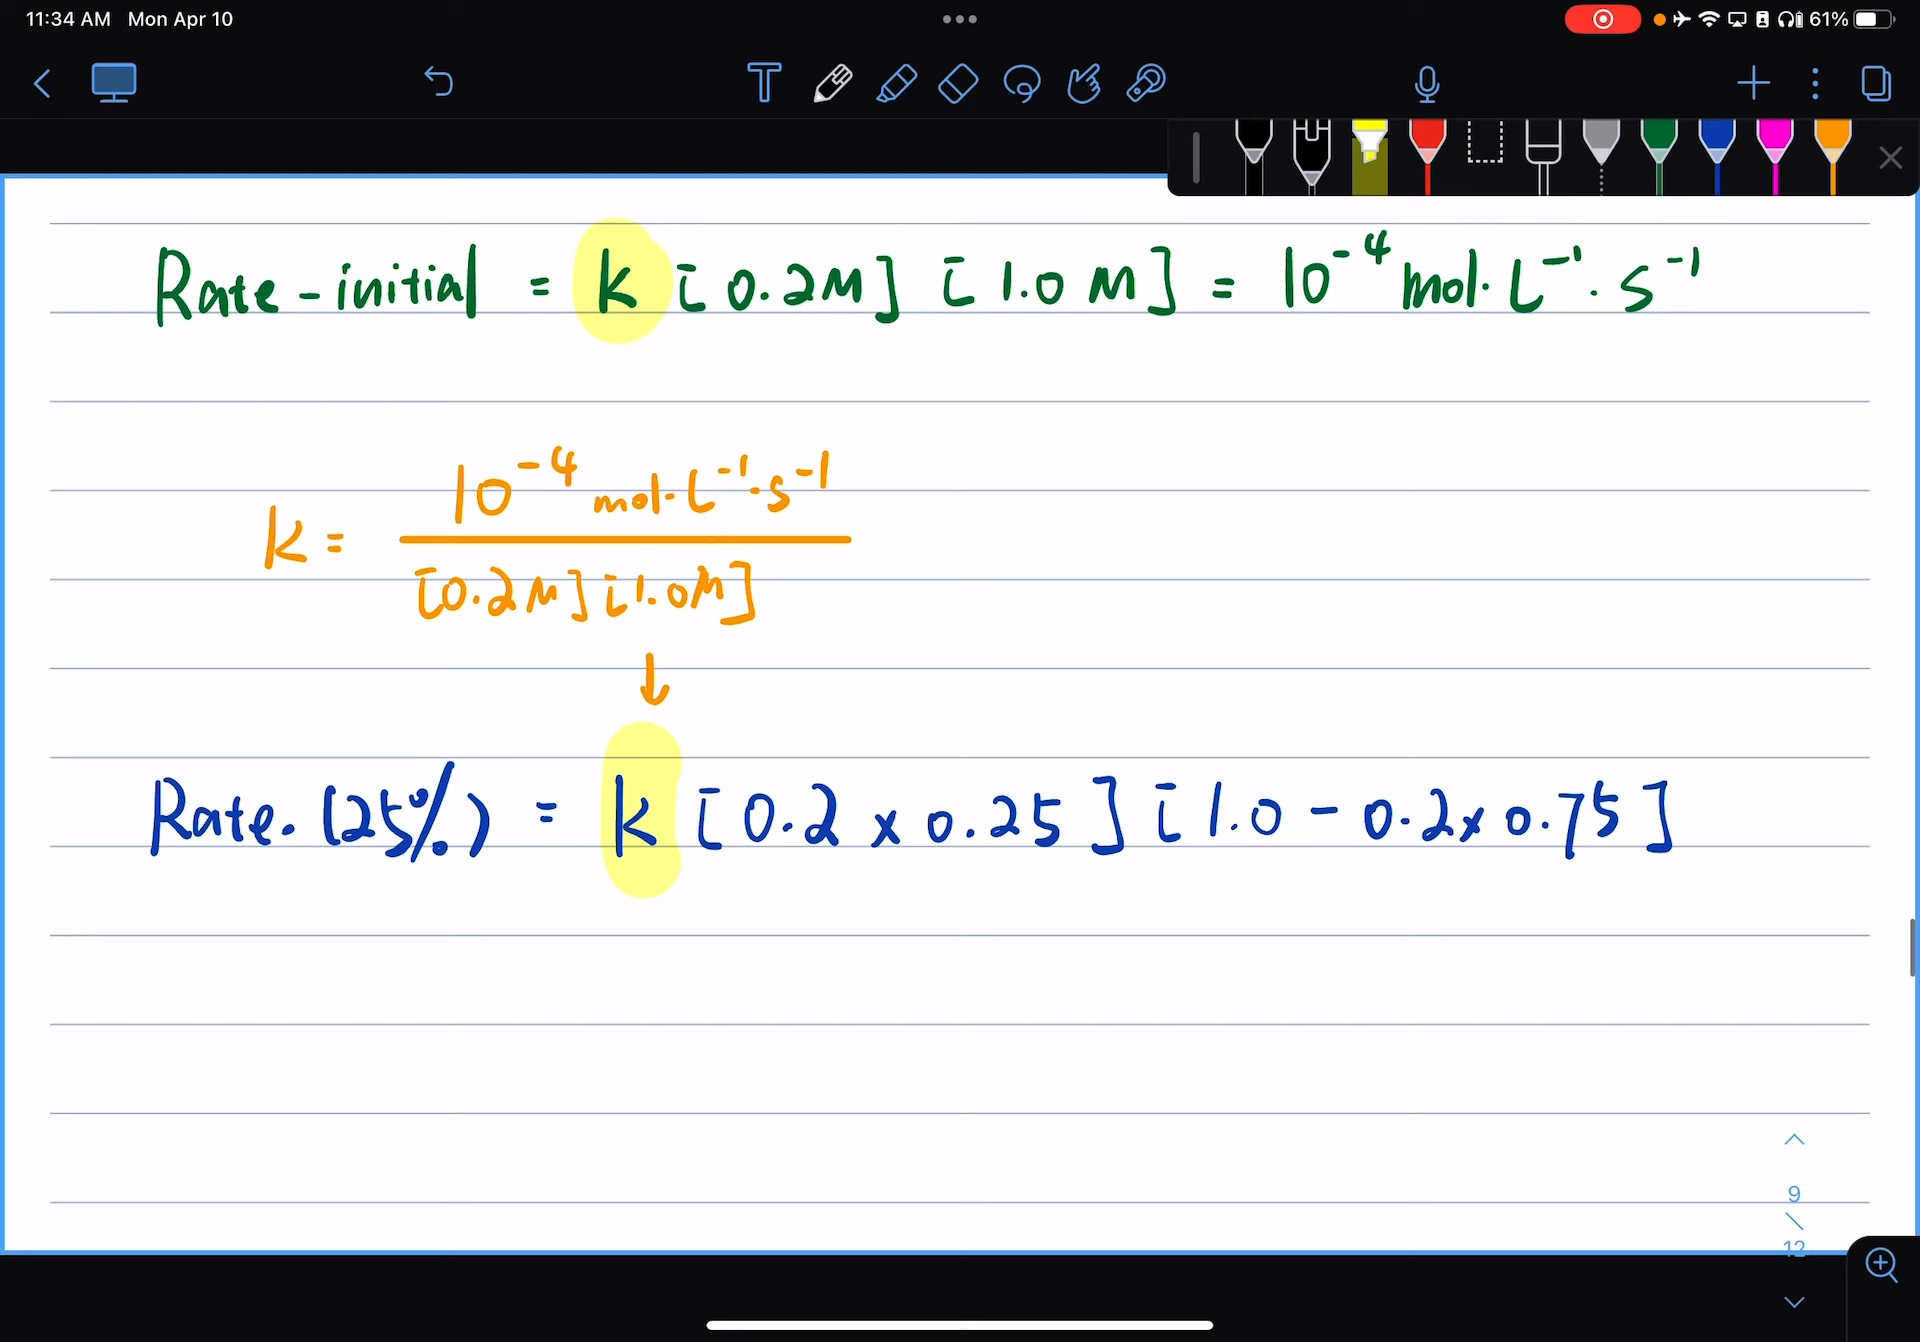 11:34 AM Mon Apr 10
61%
Rate-initial = k [0.2M] [1.0 M] = 10⁻⁴ mol·L⁻¹·s⁻¹
10⁻⁴ mol·L⁻¹·s⁻¹
k =
[0.2M] [1.0M]
↓
Rate. (25%) = k [0.2 x 0.25] [1.0 - 0.2x 0.75]
9
12